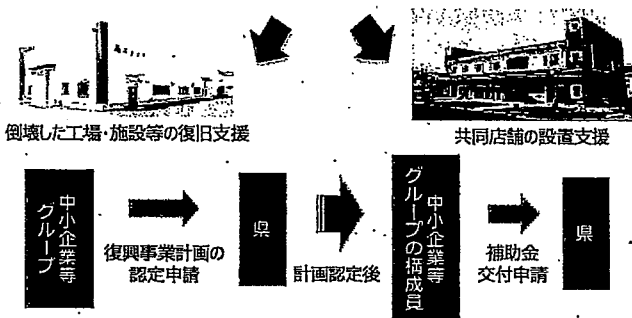 倒壊した工場・施設等の復旧支援
共同店舗の設置支援
中小企業等
グループ
復興事業計画の
認定申請
県
計画認定後
中小企業等
グループの構成員
補助金
交付申請
県